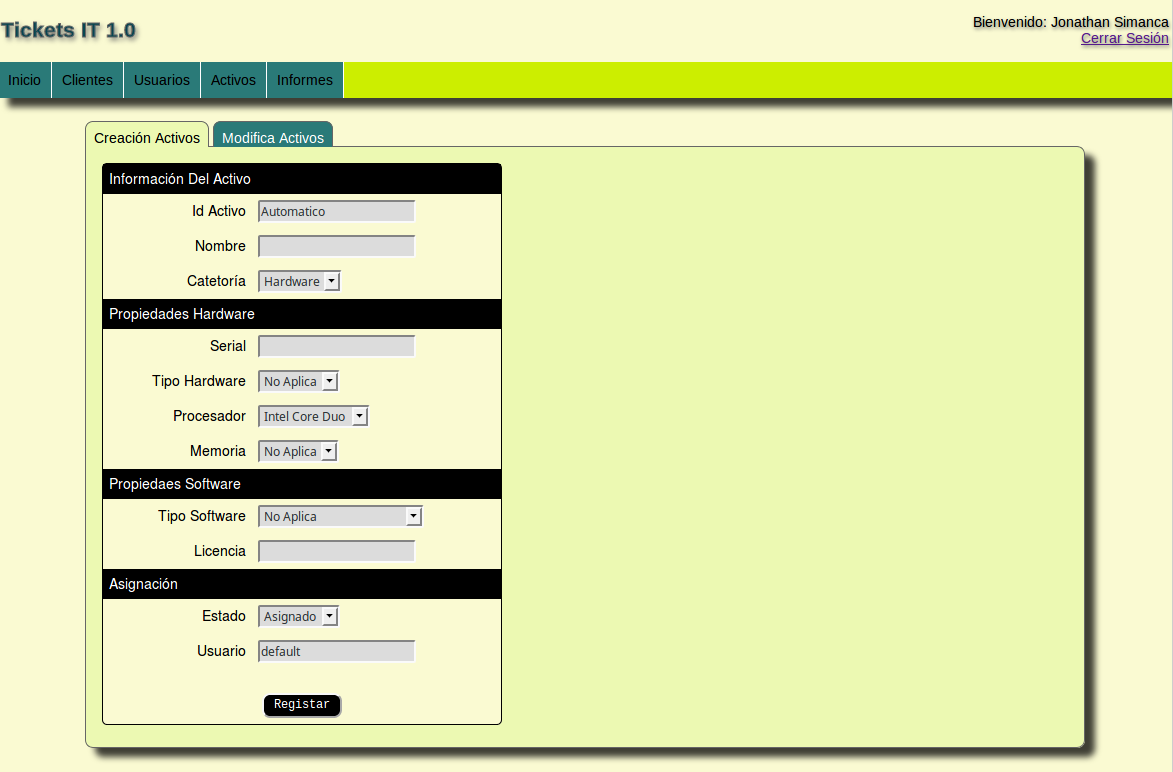 Tickets IT 1.0
Bienvenido: Jonathan Simanca
Cerrar Sesión
Inicio Clientes Usuarios Activos Informes
Creación Activos Modifica Activos
Información Del Activo
Id Activo Automatico
Nombre
Catetoría Hardware
Propiedades Hardware
Serial
Tipo Hardware No Aplica
Procesador Intel Core Duo
Memoria No Aplica
Propiedaes Software
Tipo Software No Aplica
Licencia
Asignación
Estado Asignado
Usuario default
Registar